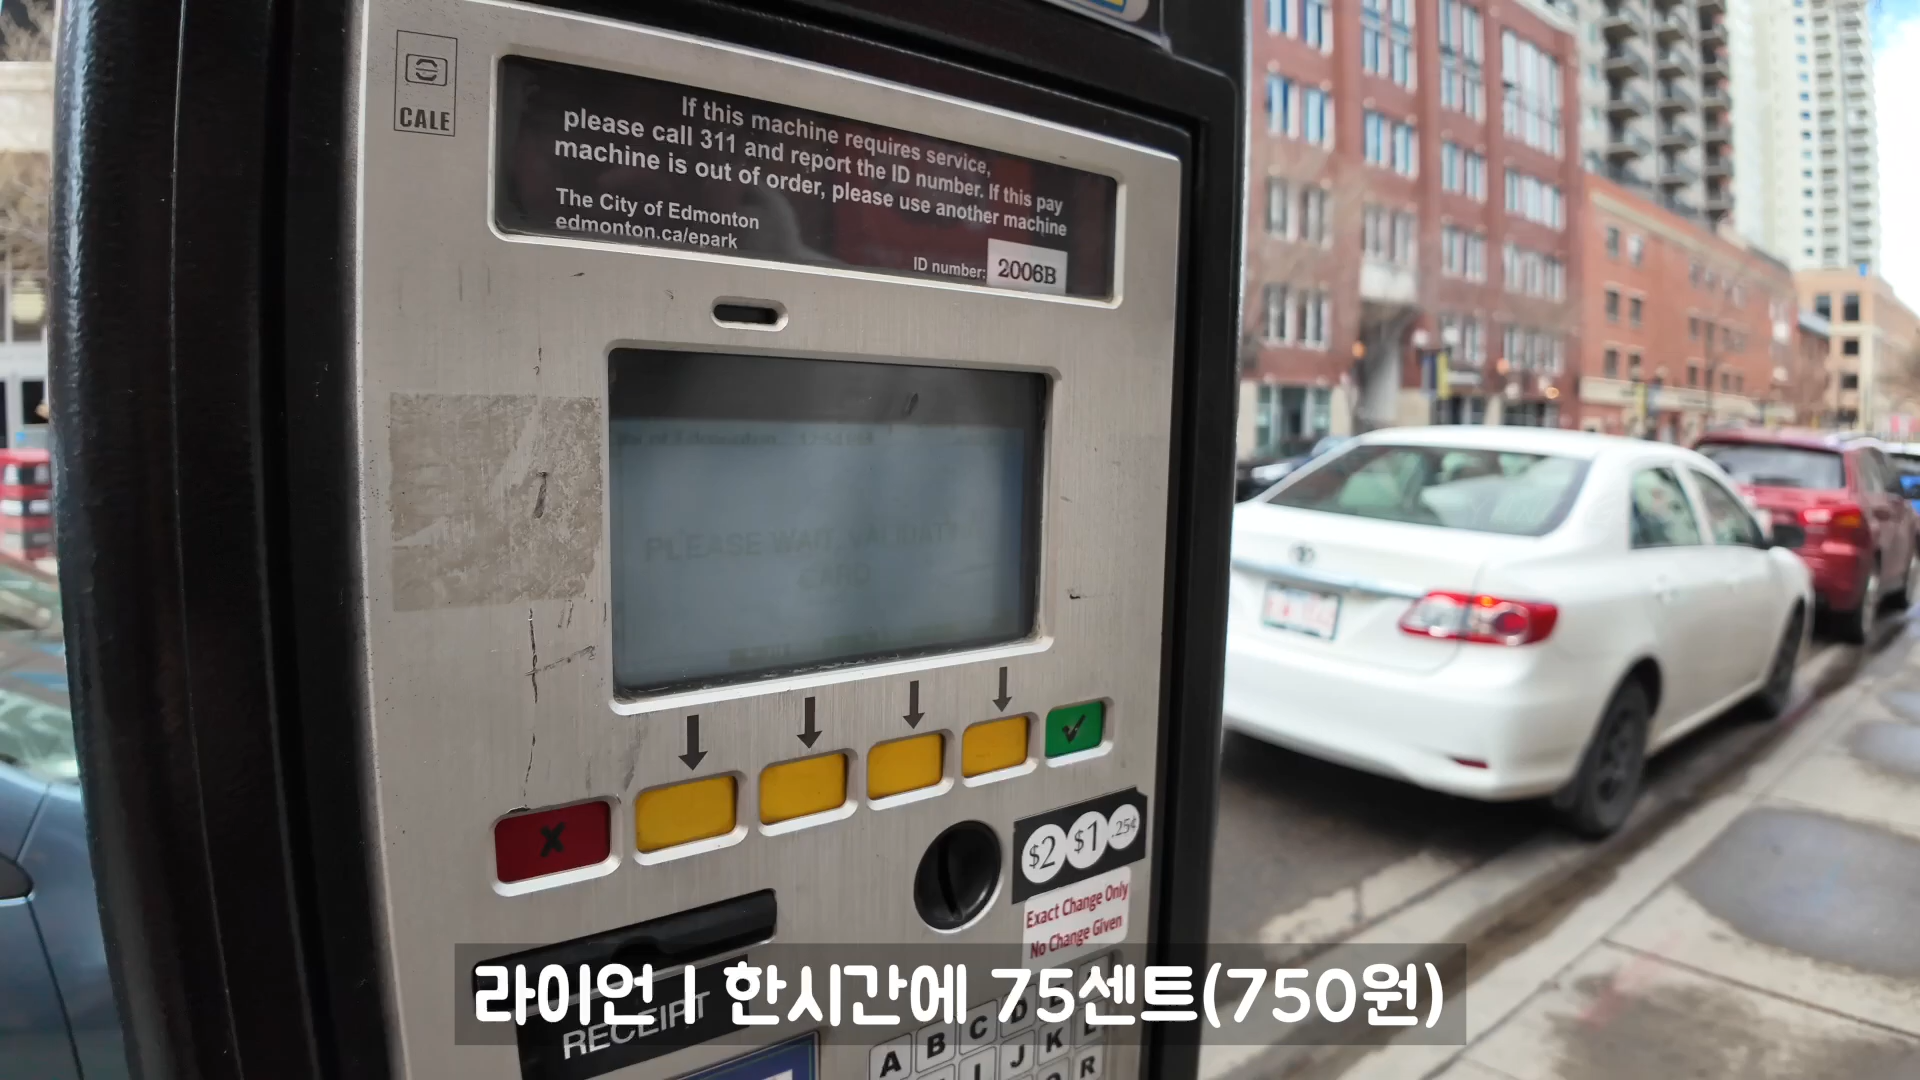 CALE
If this machine requires service,
please call 311 and report the ID number. If this pay
machine is out of order, please use another machine
The City of Edmonton
edmonton.ca/epark
ID number: 2006B
PLEASE WAIT VALIDAT
CARD
X
$2 $1 .25¢
Exact Change Only
No Change Given
라이언 | 한시간에 75센트(750원)
RECEIPT
A B C D E
I J K L
R